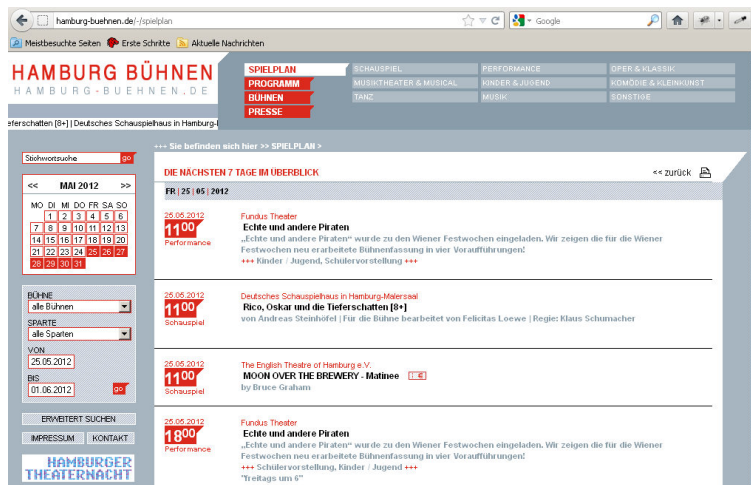 hamburg-buehnen.de/-/spielplan
Google
Meistbesuchte Seiten Erste Schritte Aktuelle Nachrichten
HAMBURG BÜHNEN
HAMBURG-BUEHNEN.DE
SPIELPLAN
PROGRAMM
BÜHNEN
PRESSE
SCHAUSPIEL PERFORMANCE OPER & KLASSIK
MUSIKTHEATER & MUSICAL KINDER & JUGEND KOMÖDIE & KLEINKUNST
TANZ MUSIK SONSTIGE
eferschatten [8+] | Deutsches Schauspielhaus in Hamburg-
+++ Sie befinden sich hier >> SPIELPLAN >
Stichwortsuche go
<< MAI 2012 >>
MO DI MI DO FR SA SO
1 2 3 4 5 6
7 8 9 10 11 12 13
14 15 16 17 18 19 20
21 22 23 24 25 26 27
28 29 30 31
BÜHNE
alle Bühnen
SPARTE
alle Sparten
VON
25.05.2012
BIS
01.06.2012 go
ERWEITERT SUCHEN
IMPRESSUM KONTAKT
HAMBURGER
THEATERNACHT
DIE NÄCHSTEN 7 TAGE IM ÜBERBLICK << zurück
FR | 25 | 05 | 2012
25.05.2012
1100
Performance
Fundus Theater
Echte und andere Piraten
„Echte und andere Piraten“ wurde zu den Wiener Festwochen eingeladen. Wir zeigen die für die Wiener
Festwochen neu erarbeitete Bühnenfassung in vier Voraufführungen!
+++ Kinder / Jugend, Schülervorstellung +++
25.05.2012
1100
Schauspiel
Deutsches Schauspielhaus in Hamburg-Malersaal
Rico, Oskar und die Tieferschatten [8+]
von Andreas Steinhöfel | Für die Bühne bearbeitet von Felicitas Loewe | Regie: Klaus Schumacher
25.05.2012
1100
Schauspiel
The English Theatre of Hamburg e.V.
MOON OVER THE BREWERY - Matinee
by Bruce Graham
25.05.2012
1800
Performance
Fundus Theater
Echte und andere Piraten
„Echte und andere Piraten“ wurde zu den Wiener Festwochen eingeladen. Wir zeigen die für die Wiener
Festwochen neu erarbeitete Bühnenfassung in vier Voraufführungen!
+++ Schülervorstellung, Kinder / Jugend +++
"freitags um 6"